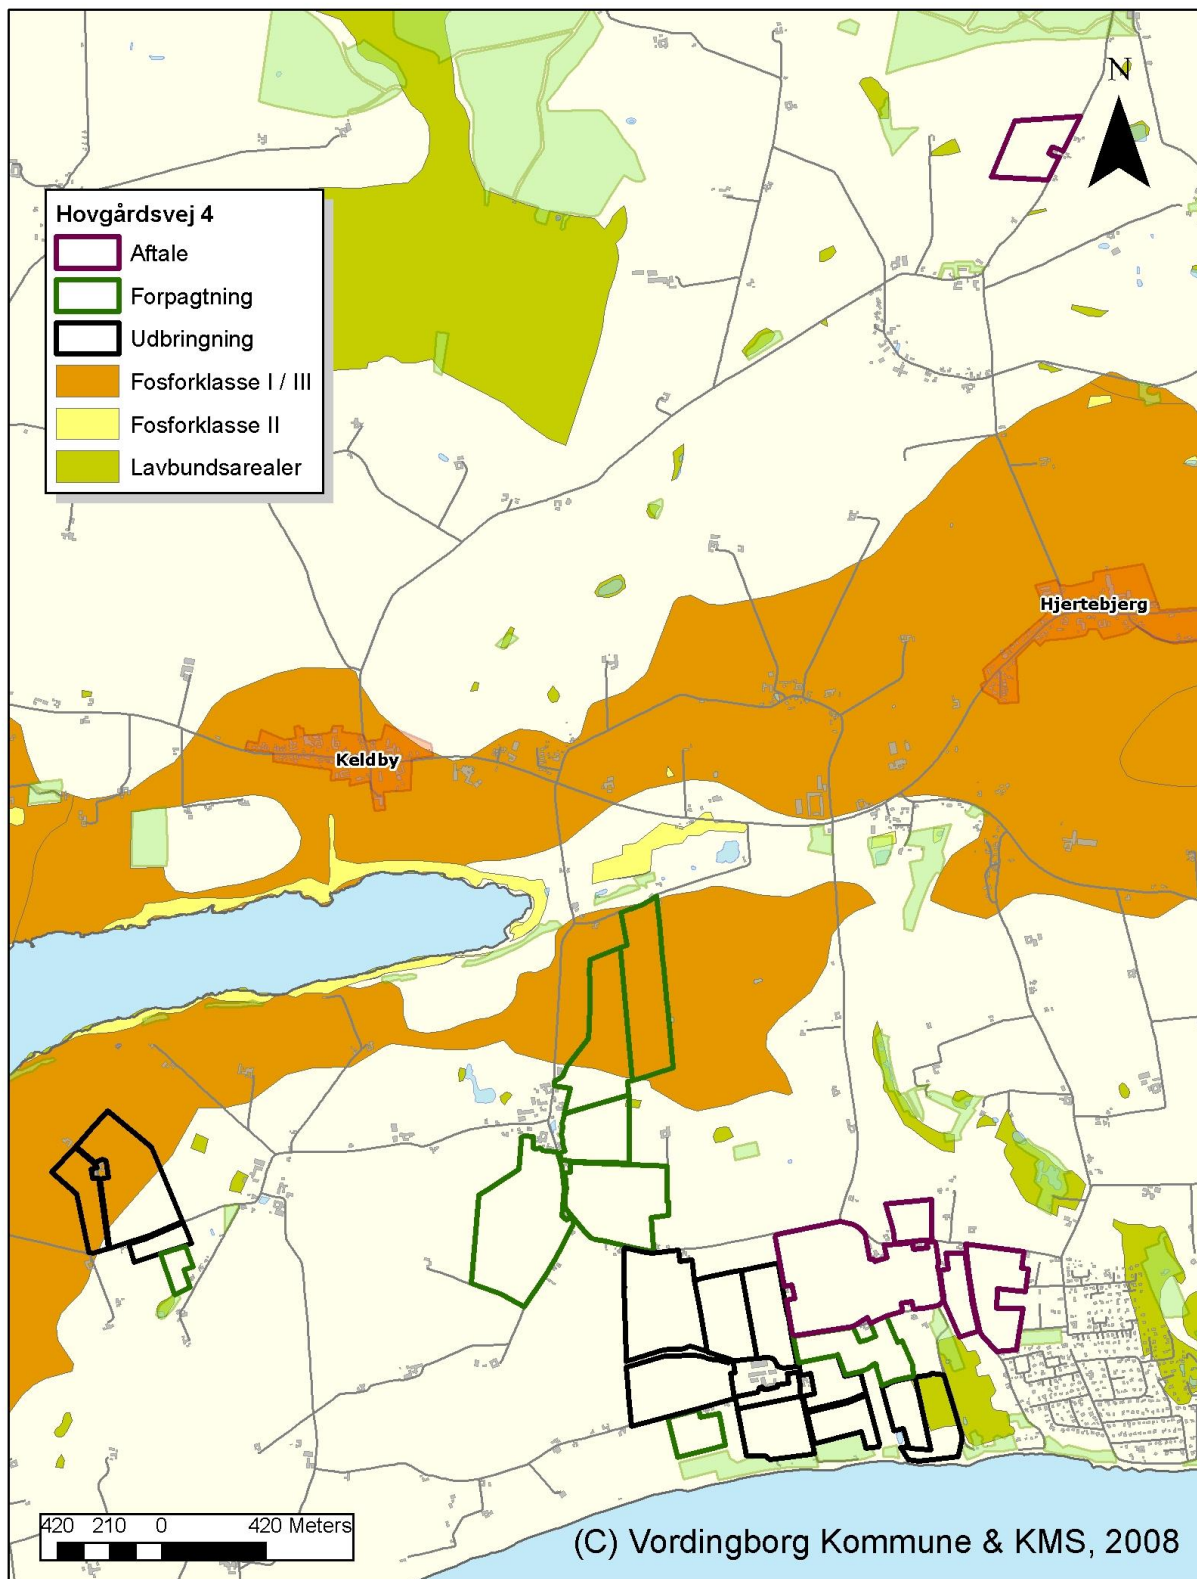 N
Hovgårdsvej 4
Aftale
Forpagtning
Udbringning
Fosforklasse I / III
Fosforklasse II
Lavbundsarealer
Hjertebjerg
Keldby
420 210 0 420 Meters
(C) Vordingborg Kommune & KMS, 2008